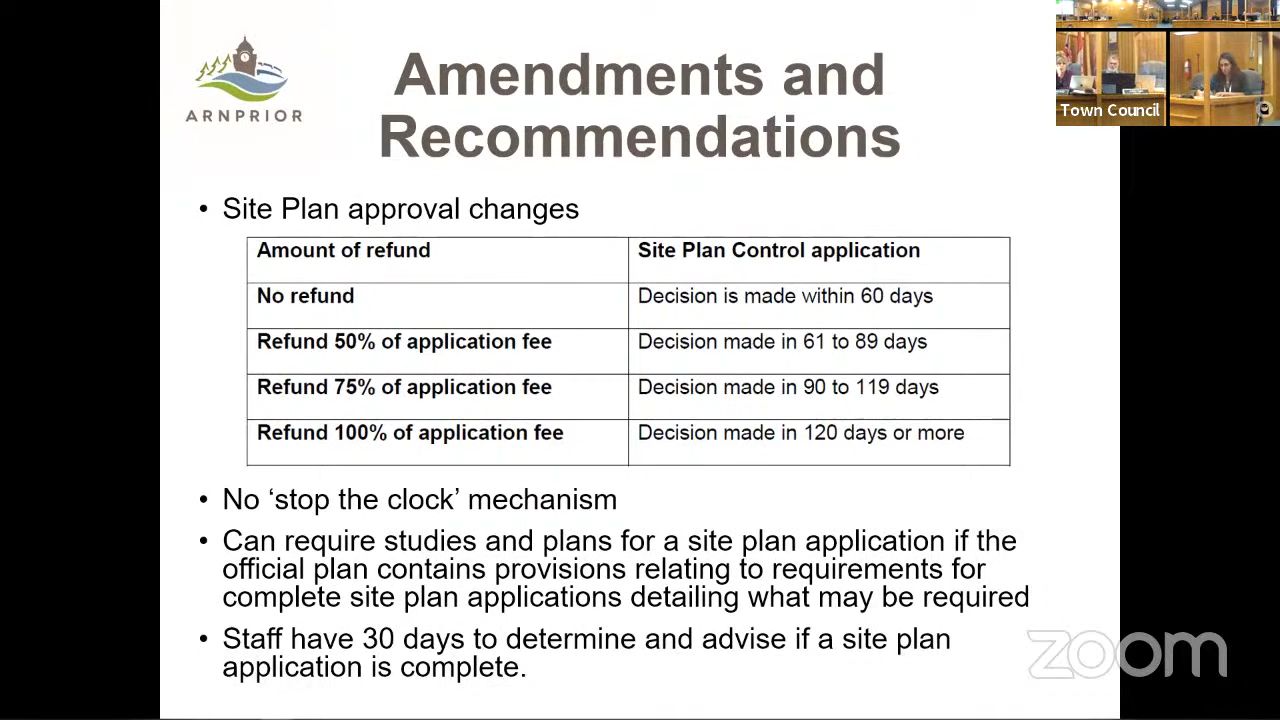 ARNPRIOR
Amendments and
Recommendations
Town Council
• Site Plan approval changes
Amount of refund Site Plan Control application
No refund Decision is made within 60 days
Refund 50% of application fee Decision made in 61 to 89 days
Refund 75% of application fee Decision made in 90 to 119 days
Refund 100% of application fee Decision made in 120 days or more
• No ‘stop the clock’ mechanism
• Can require studies and plans for a site plan application if the
official plan contains provisions relating to requirements for
complete site plan applications detailing what may be required
• Staff have 30 days to determine and advise if a site plan
application is complete.
zoom